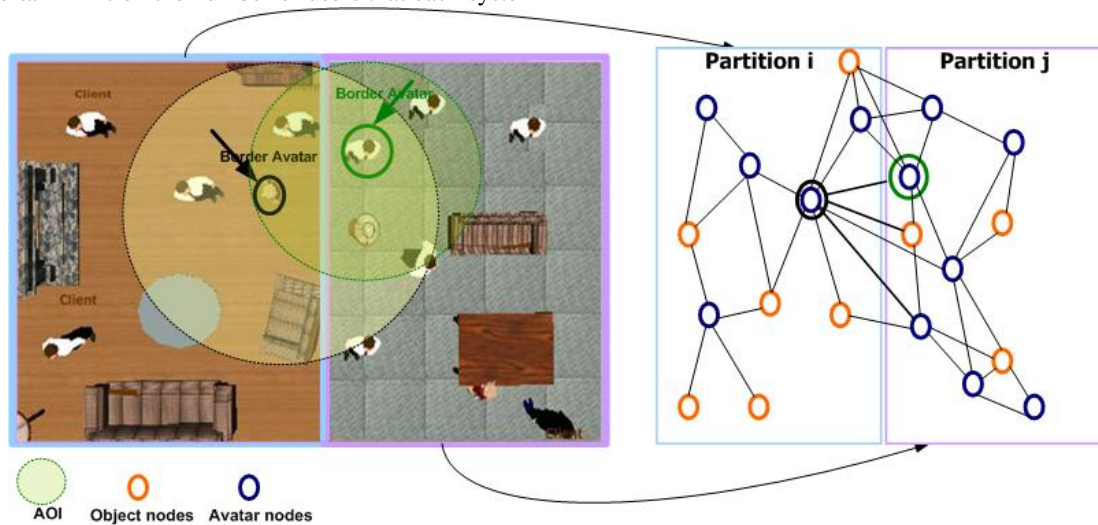 Partition i
Partition j
Client
Border Avatar
Border Avatar
Client
Client
AOI
Object nodes
Avatar nodes